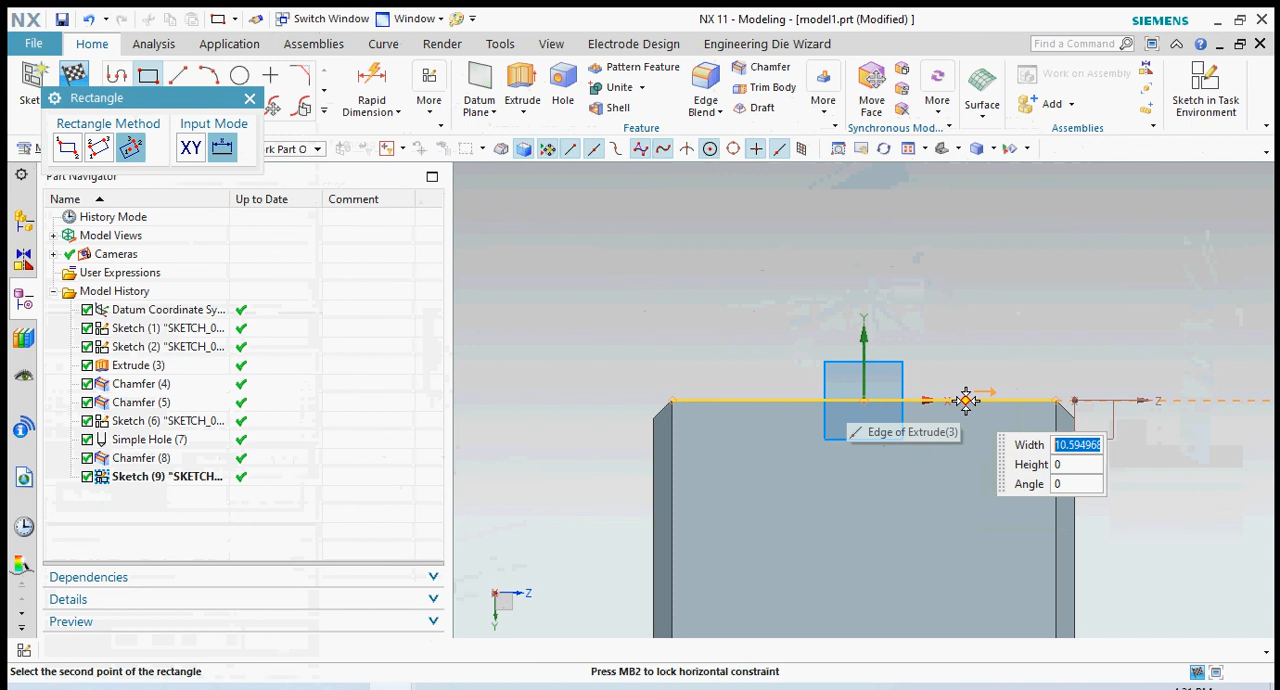 NX Switch Window Window NX 11 - Modeling - [model1.prt (Modified) ] SIEMENS
File Home Analysis Application Assemblies Curve Render Tools View Electrode Design Engineering Die Wizard Find a Command
Pattern Feature Chamfer Work on Assembly
Unite Trim Body
Sket Rapid Dimension More Datum Plane Extrude Hole Shell Edge Blend Draft More Move Face More Surface Add Sketch in Task Environment
Feature Synchronous Mod... Assemblies
Rectangle
Rectangle Method Input Mode
XY
rk Part O
Part Navigator
Name Up to Date Comment
History Mode
Model Views
Cameras
User Expressions
Model History
Datum Coordinate Sy...
Sketch (1) "SKETCH_0...
Sketch (2) "SKETCH_0...
Extrude (3)
Chamfer (4)
Chamfer (5)
Sketch (6) "SKETCH_0...
Simple Hole (7)
Chamfer (8)
Sketch (9) "SKETCH...
Dependencies
Details
Preview
Y
X
Z
Edge of Extrude(3)
Width 10.594968
Height 0
Angle 0
X Z
Y
Select the second point of the rectangle Press MB2 to lock horizontal constraint